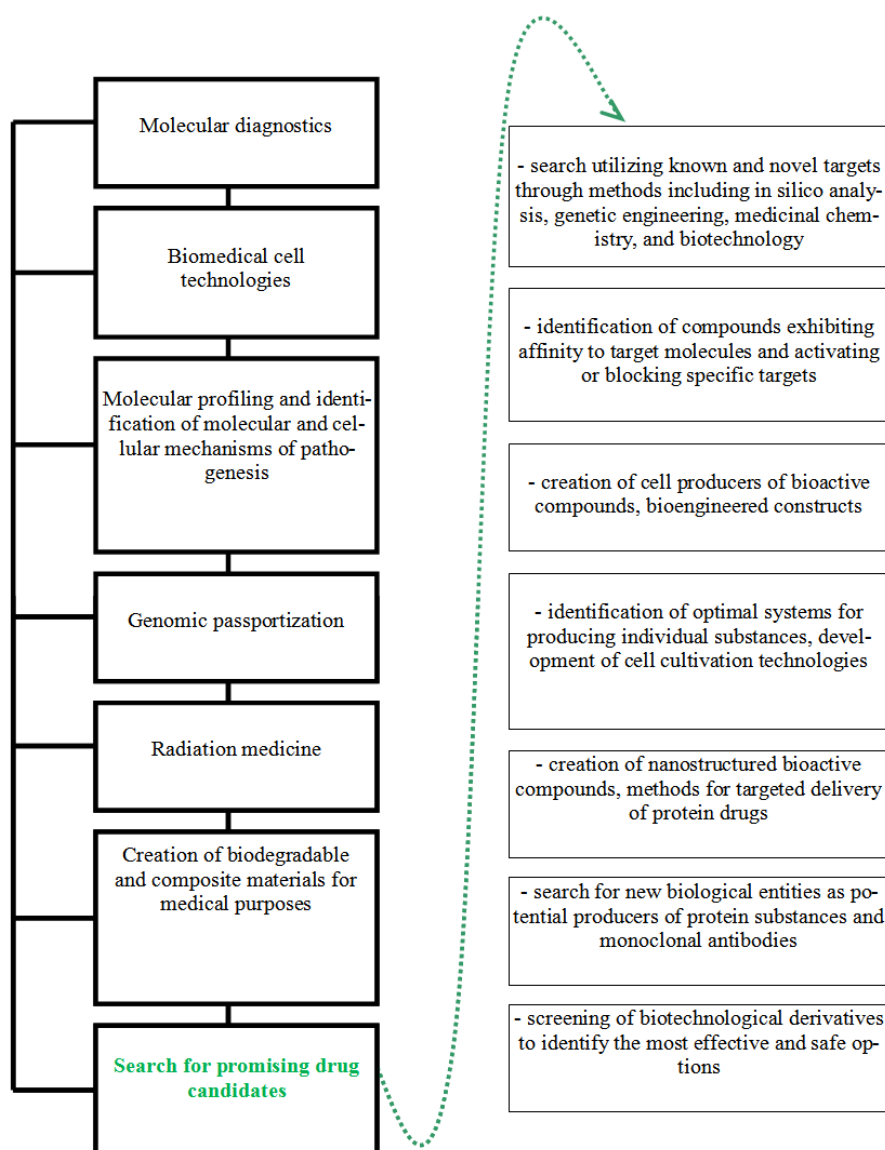 Molecular diagnostics
Biomedical cell
technologies
Molecular profiling and identi-
fication of molecular and cel-
lular mechanisms of patho-
genesis
Genomic passportization
Radiation medicine
Creation of biodegradable
and composite materials for
medical purposes
Search for promising drug
candidates
- search utilizing known and novel targets
through methods including in silico analy-
sis, genetic engineering, medicinal chem-
istry, and biotechnology
- identification of compounds exhibiting
affinity to target molecules and activating
or blocking specific targets
- creation of cell producers of bioactive
compounds, bioengineered constructs
- identification of optimal systems for
producing individual substances, devel-
opment of cell cultivation technologies
- creation of nanostructured bioactive
compounds, methods for targeted delivery
of protein drugs
- search for new biological entities as po-
tential producers of protein substances and
monoclonal antibodies
- screening of biotechnological derivatives
to identify the most effective and safe op-
tions